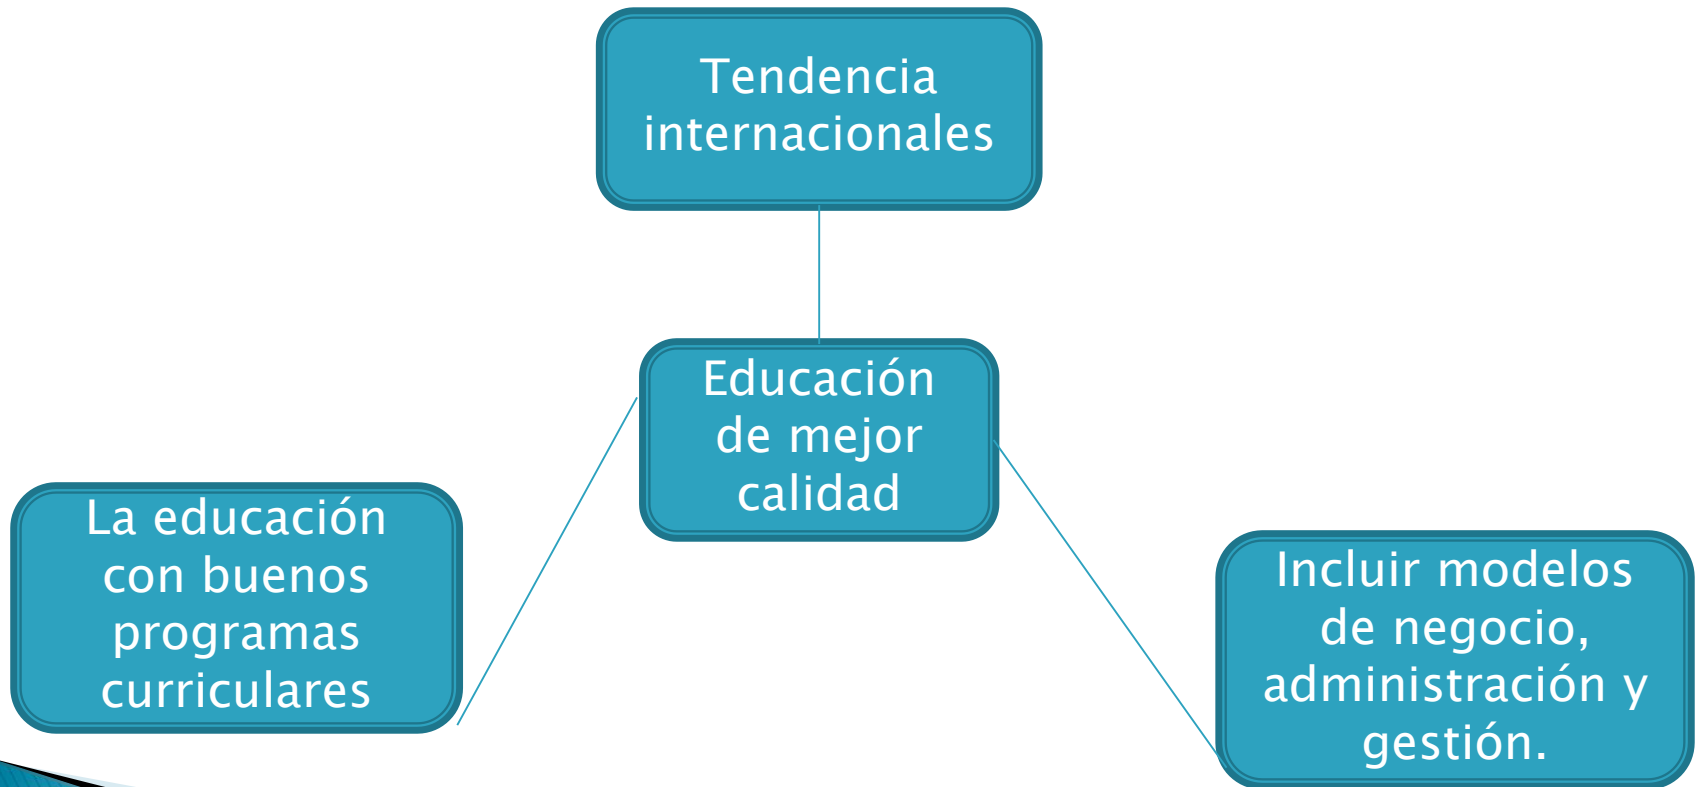 Tendencia
internacionales
Educación
de mejor
calidad
La educación
con buenos
programas
curriculares
Incluir modelos
de negocio,
administración y
gestión.